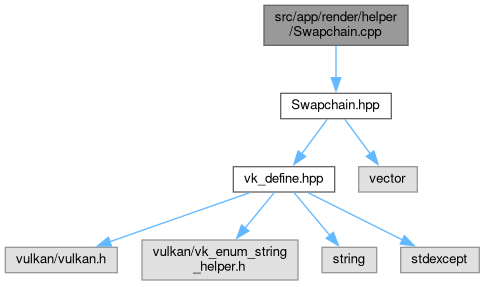 src/app/render/helper
/Swapchain.cpp
Swapchain.hpp
vk_define.hpp
vector
vulkan/vulkan.h
vulkan/vk_enum_string
_helper.h
string
stdexcept